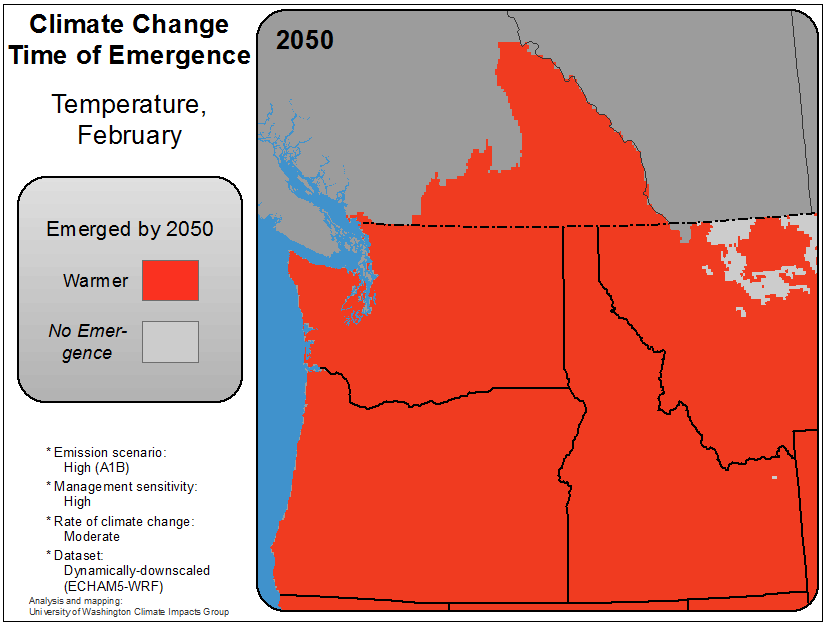 Climate Change
Time of Emergence
Temperature,
February
2050
Emerged by 2050
Warmer
No Emer-
gence
* Emission scenario:
High (A1B)
* Management sensitivity:
High
* Rate of climate change:
Moderate
* Dataset:
Dynamically-downscaled
(ECHAM5-WRF)
Analysis and mapping:
University of Washington Climate Impacts Group